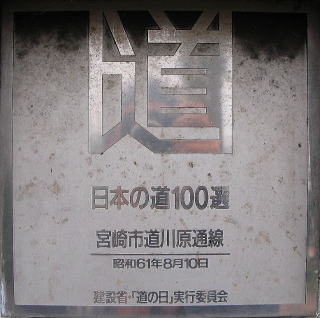 道
日本の道100選
宮崎市道川原通線
昭和61年8月10日
建設省・「道の日」実行委員会